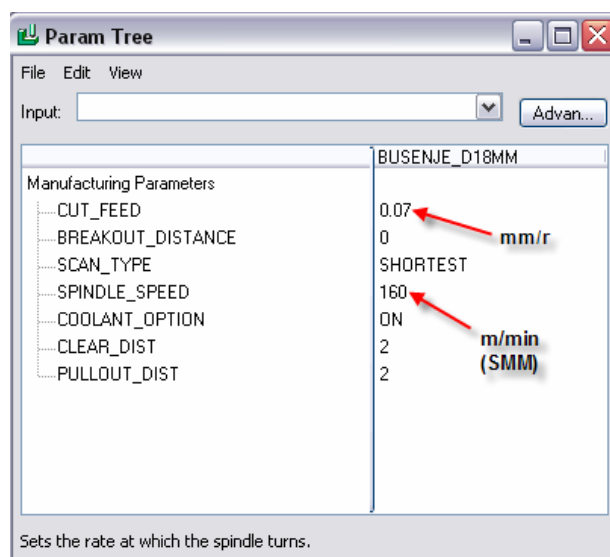 Param Tree
File Edit View
Input: Advan...
BUSENJE_D18MM
Manufacturing Parameters
CUT_FEED 0.07
mm/r
BREAKOUT_DISTANCE 0
SCAN_TYPE SHORTEST
SPINDLE_SPEED 160
COOLANT_OPTION ON
m/min
(SMM)
CLEAR_DIST 2
PULLOUT_DIST 2
Sets the rate at which the spindle turns.